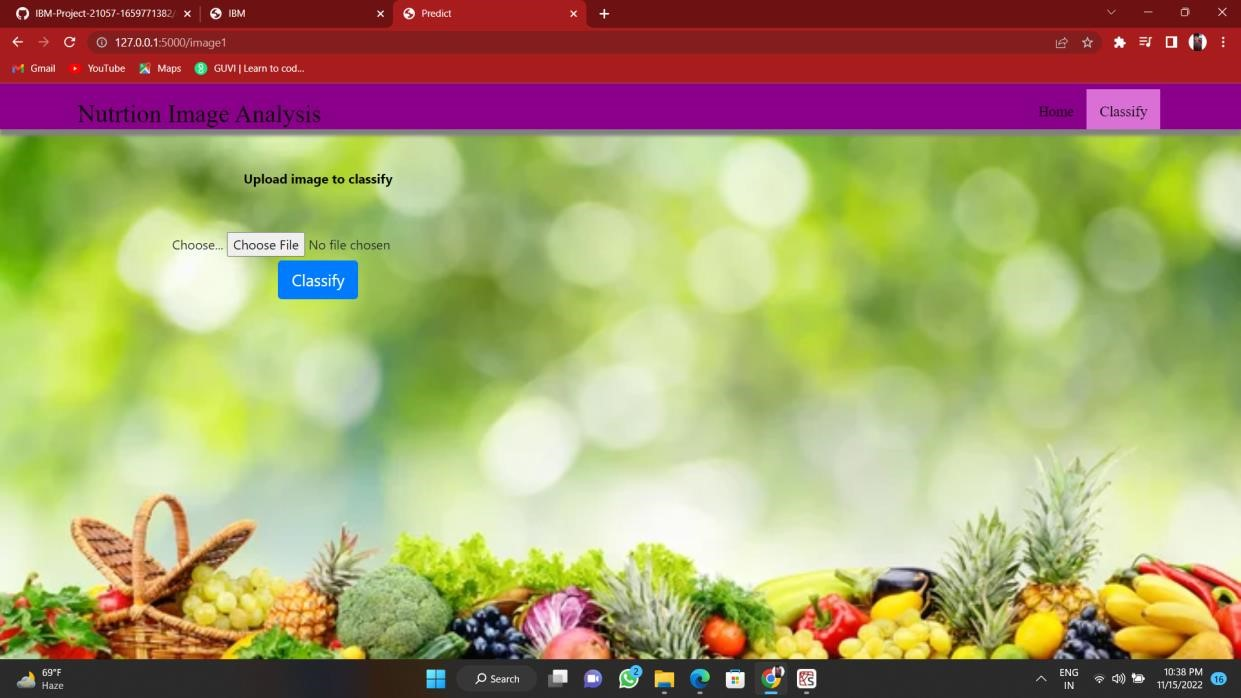 IBM-Project-21057-1659771382/
IBM
Predict
127.0.0.1:5000/image1
Gmail
YouTube
Maps
GUVI | Learn to cod...
Nutrtion Image Analysis
Home
Classify
Upload image to classify
Choose... Choose File No file chosen
Classify
69°F
Haze
Search
2
ENG
IN
10:38 PM
11/15/2022
16